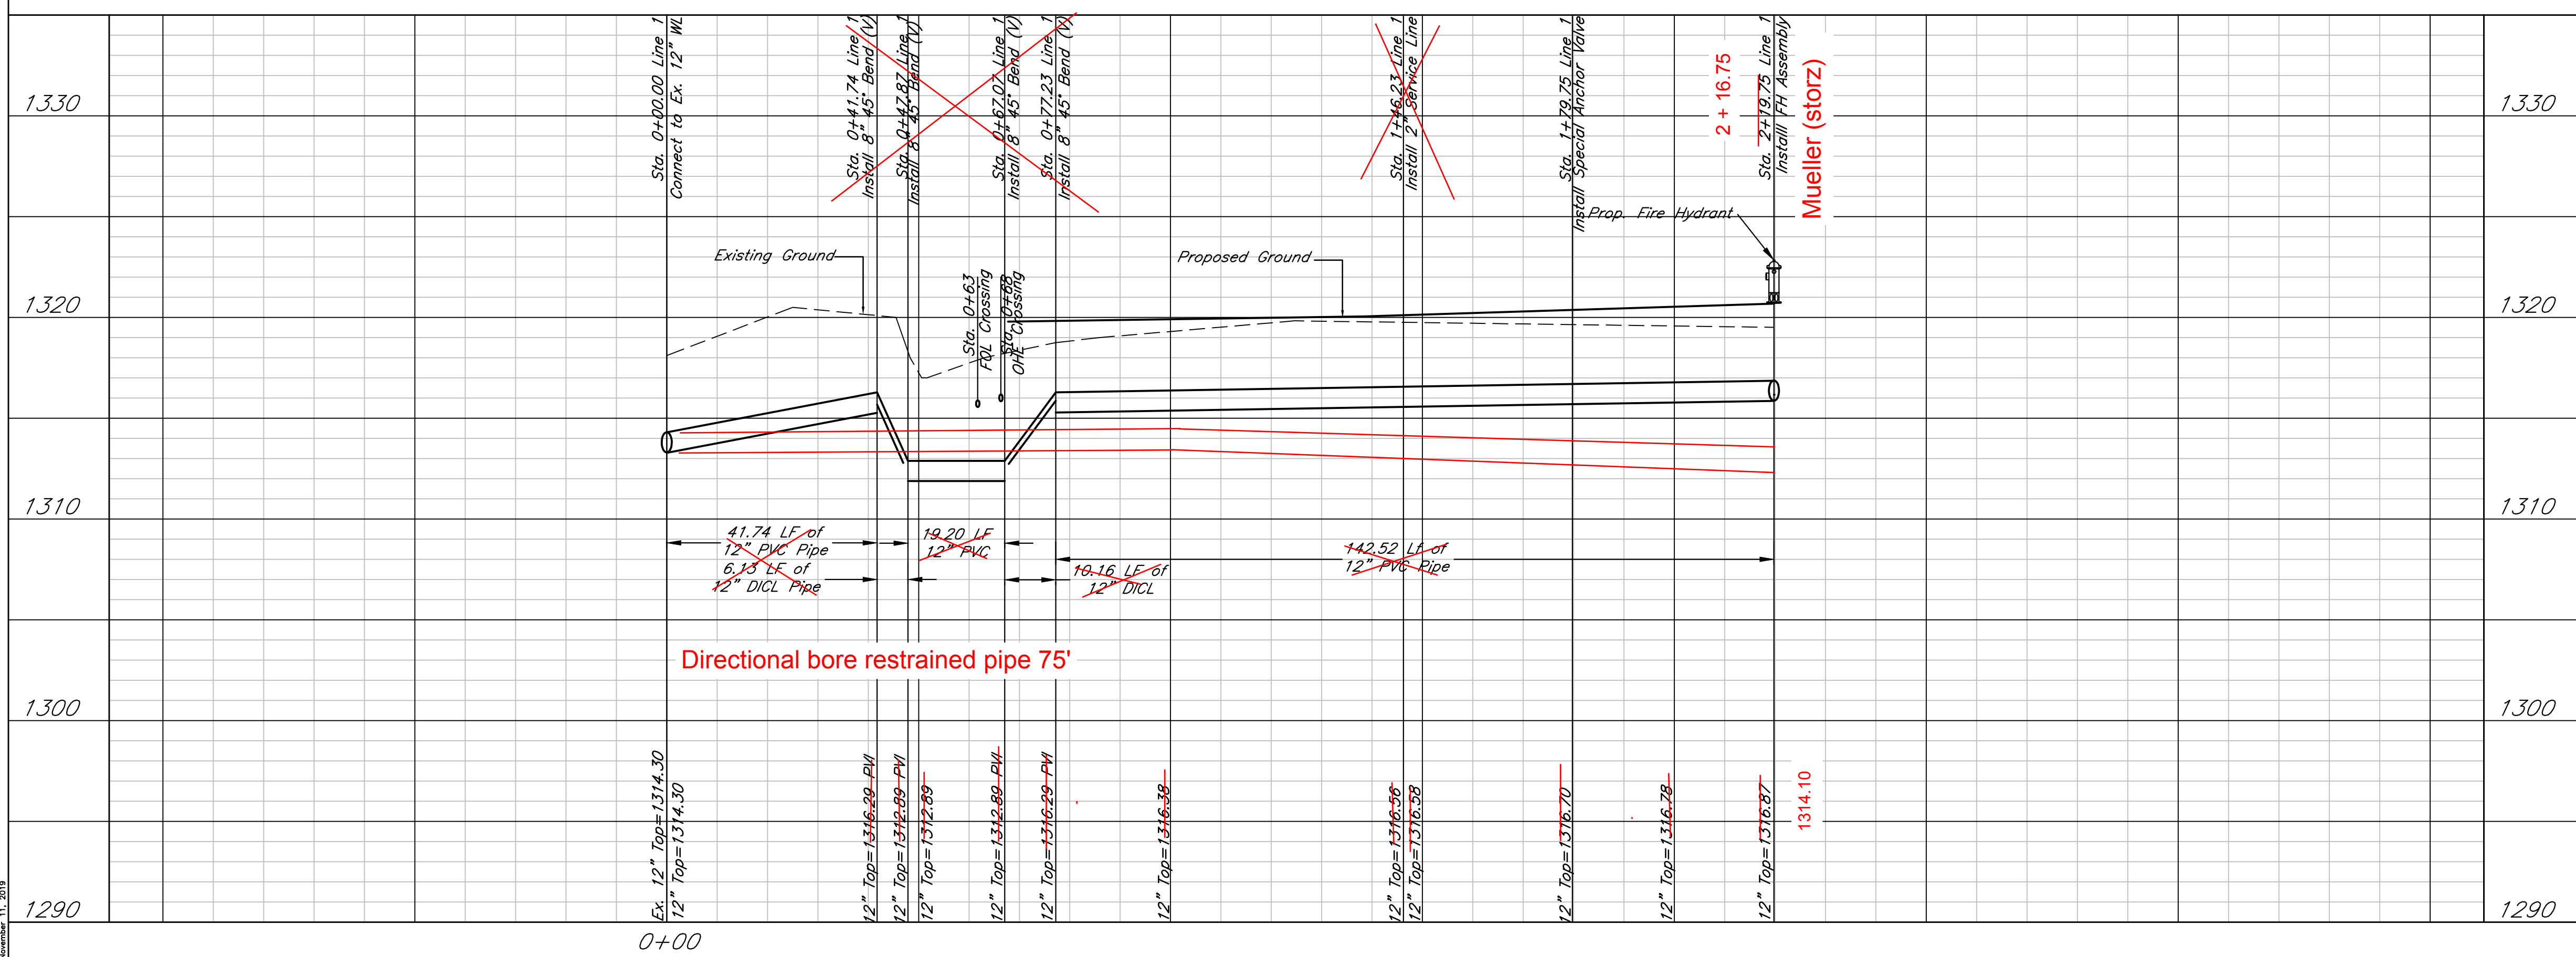 Sta. 0+00.00 Line 1
Connect to Ex. 12" WL
Sta. 0+41.74 Line 1
Install 8" 45° Bend (V)
Sta. 0+47.87 Line 1
Install 8" 45° Bend (V)
Sta. 0+67.07 Line 1
Install 8" 45° Bend (V)
Sta. 0+77.23 Line 1
Install 8" 45° Bend (V)
Sta. 1+46.23 Line 1
Install 2" Service Line
Sta. 1+79.75 Line 1
Install Special Anchor Valve
2 + 16.75
Sta. 2+19.75 Line 1
Installl FH Assembly
Mueller (storz)
1330
1330
Prop. Fire Hydrant
Existing Ground
Proposed Ground
Sta. 0+63
FOL Crossing
Sta. 0+68
OHE Crossing
1320
1320
1310
1310
41.74 LF of
12" PVC Pipe
6.13 LF of
12" DICL Pipe
19.20 LF
12" PVC
10.16 LF of
12" DICL
142.52 Lf of
12" PVC Pipe
Directional bore restrained pipe 75'
1300
1300
Ex. 12" Top=1314.30
12" Top=1314.30
12" Top=1316.29 PVI
12" Top=1312.89 PVI
12" Top=1312.89
12" Top=1312.89 PVI
12" Top=1316.29 PVI
12" Top=1316.38
12" Top=1316.56
12" Top=1316.58
12" Top=1316.70
12" Top=1316.78
12" Top=1316.87
1314.10
1290
1290
0+00
November 11, 2019